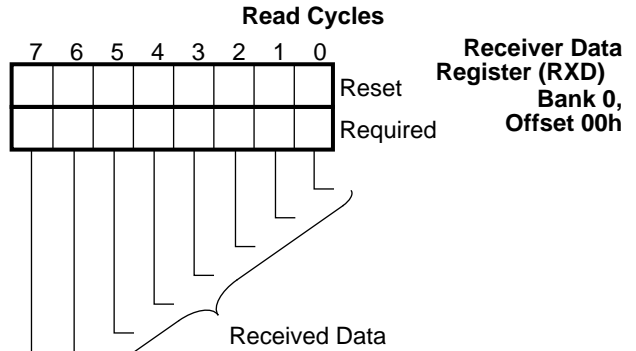 Read Cycles
7 6 5 4 3 2 1 0
Receiver Data
Register (RXD)
Bank 0,
Offset 00h
Reset
Required
Received Data